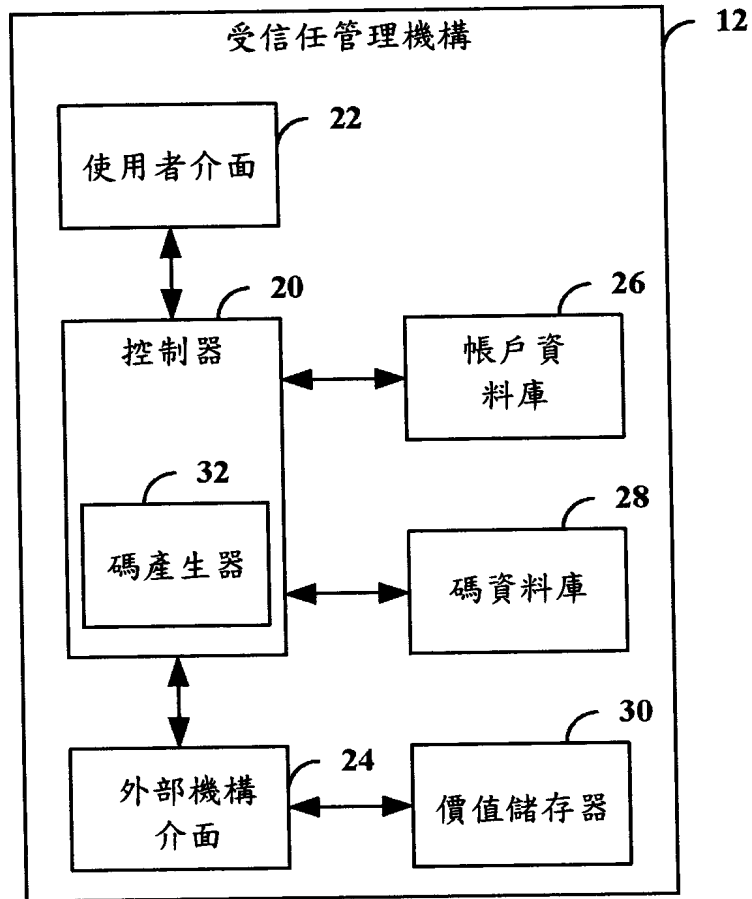 受信任管理機構
12
22
使用者介面
20
控制器
26
帳戶資
料庫
32
碼產生器
28
碼資料庫
24
外部機構
介面
30
價值儲存器